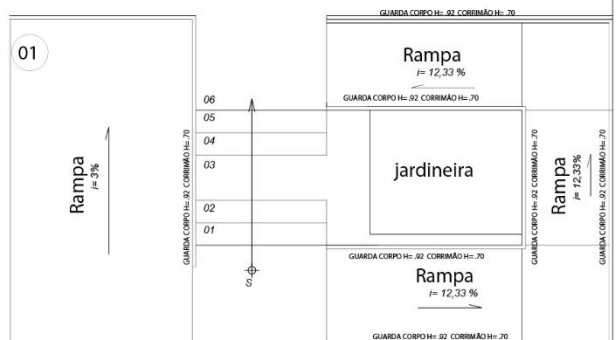 GUARDA CORPO H= .92 CORRIMÃO H= .70
01
Rampa
i= 12,33 %
GUARDA CORPO H= .92 CORRIMÃO H= .70
06
05
04
03
02
01
S
Rampa
i= 3%
GUARDA CORPO H= .92 CORRIMÃO H= .70
jardineira
GUARDA CORPO H= .92 CORRIMÃO H= .70
Rampa
i= 12,33%
GUARDA CORPO H= .92 CORRIMÃO H= .70
GUARDA CORPO H= .92 CORRIMÃO H= .70
Rampa
i= 12,33 %
GUARDA CORPO H= .92 CORRIMÃO H= .70